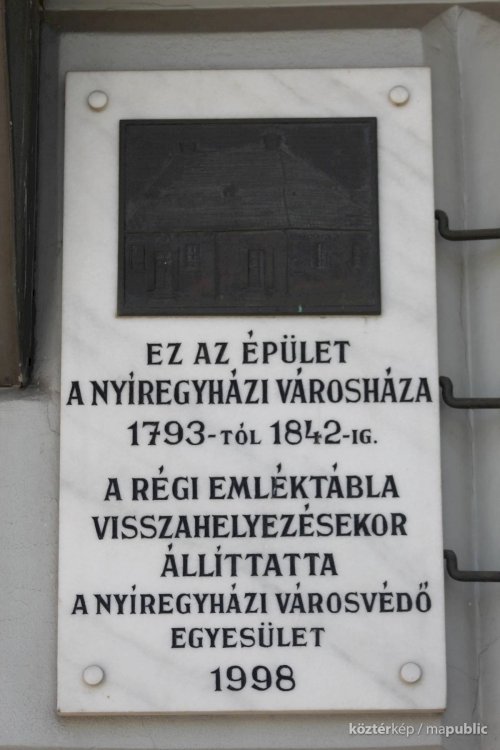 EZ AZ ÉPÜLET
A NYÍREGYHÁZI VÁROSHÁZA
1793-TÓL 1842-IG.
A RÉGI EMLÉKTÁBLA
VISSZAHELYEZÉSEKOR
ÁLLÍTTATTA
A NYÍREGYHÁZI VÁROSVÉDŐ
EGYESÜLET
1998
köztérkép / mapublic